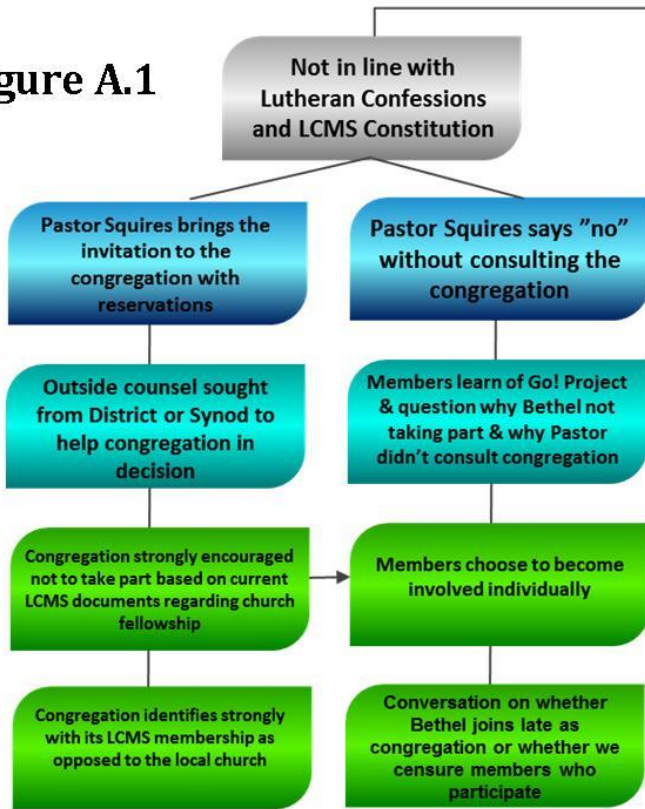 gure A.1
Not in line with
Lutheran Confessions
and LCMS Constitution
Pastor Squires brings the
invitation to the
congregation with
reservations
Pastor Squires says ”no”
without consulting the
congregation
Outside counsel sought
from District or Synod to
help congregation in
decision
Members learn of Go! Project
& question why Bethel not
taking part & why Pastor
didn’t consult congregation
Congregation strongly encouraged
not to take part based on current
LCMS documents regarding church
fellowship
Members choose to become
involved individually
Congregation identifies strongly
with its LCMS membership as
opposed to the local church
Conversation on whether
Bethel joins late as
congregation or whether we
censure members who
participate